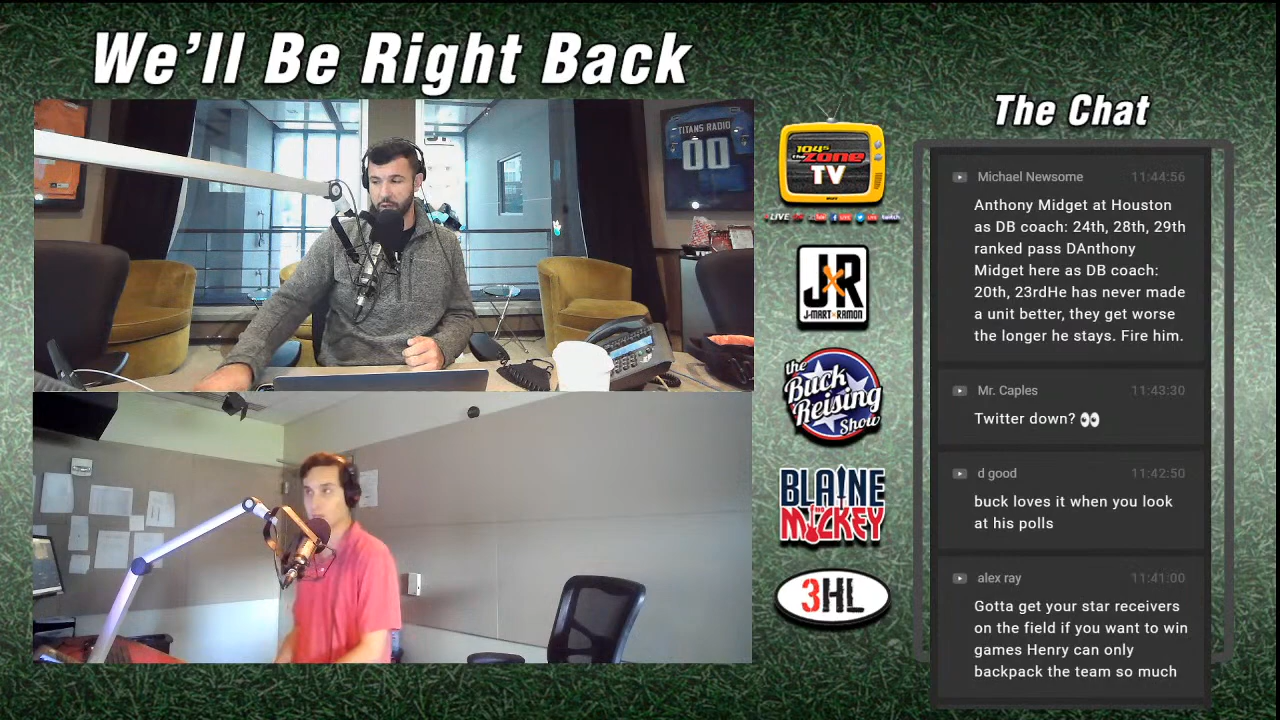 We'll Be Right Back
TITANS RADIO
00
104.5
the ZONE
TV
LIVE
J×R
J-MART × RAMON
the
Buck
Reising
Show
BLAINE
MICKEY
3HL
The Chat
Michael Newsome 11:44:56
Anthony Midget at Houston
as DB coach: 24th, 28th, 29th
ranked pass DAnthony
Midget here as DB coach:
20th, 23rdHe has never made
a unit better, they get worse
the longer he stays. Fire him.
Mr. Caples 11:43:30
Twitter down? 👀
d good 11:42:50
buck loves it when you look
at his polls
alex ray 11:41:00
Gotta get your star receivers
on the field if you want to win
games Henry can only
backpack the team so much